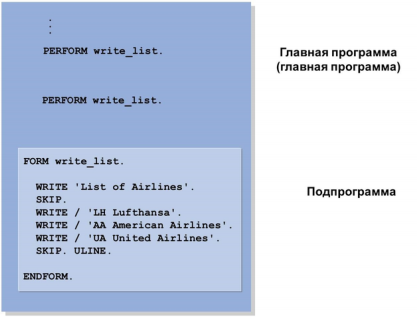 PERFORM write_list.
Главная программа
(главная программа)
PERFORM write_list.
FORM write_list.
WRITE 'List of Airlines'.
SKIP.
WRITE / 'LH Lufthansa'.
WRITE / 'AA American Airlines'.
WRITE / 'UA United Airlines'.
SKIP. ULINE.
ENDFORM.
Подпрограмма